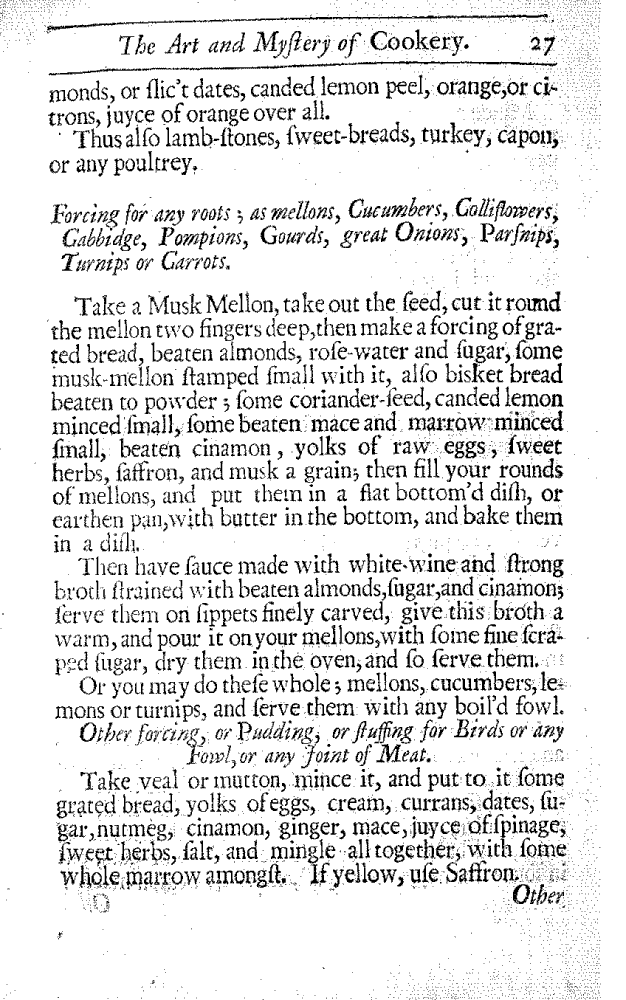 The Art and Myſtery of Cookery. 27
monds, or ſlic't dates, canded lemon peel, orange,or ci-
trons, juyce of orange over all.
Thus alſo lamb-ſtones, ſweet-breads, turkey, capon,
or any poultrey.
Forcing for any roots; as mellons, Cucumbers, Colliflowers,
Cabbidge, Pompions, Gourds, great Onions, Parſnips,
Turnips or Carrots.
Take a Musk Mellon, take out the ſeed, cut it round
the mellon two fingers deep,then make a forcing of gra-
ted bread, beaten almonds, roſe-water and ſugar, ſome
musk-mellon ſtamped ſmall with it, alſo bisket bread
beaten to powder; ſome coriander-ſeed, canded lemon
minced ſmall, ſome beaten mace and marrow minced
ſmall, beaten cinamon, yolks of raw eggs, ſweet
herbs, ſaffron, and musk a grain; then fill your rounds
of mellons, and put them in a flat bottom'd diſh, or
earthen pan,with butter in the bottom, and bake them
in a diſh.
Then have ſauce made with white-wine and ſtrong
broth ſtrained with beaten almonds,ſugar,and cinamon;
ſerve them on ſippets finely carved, give this broth a
warm, and pour it on your mellons,with ſome fine ſcra-
ped ſugar, dry them in the oven, and ſo ſerve them.
Or you may do theſe whole; mellons, cucumbers, le-
mons or turnips, and ſerve them with any boil'd fowl.
Other forcing, or Pudding, or ſtuffing for Birds or any
Fowl, or any Joint of Meat.
Take veal or mutton, mince it, and put to it ſome
grated bread, yolks of eggs, cream, currans, dates, ſu-
gar, nutmeg, cinamon, ginger, mace, juyce of ſpinage,
ſweet herbs, ſalt, and mingle all together, with ſome
whole marrow amongſt. If yellow, uſe Saffron.
Other